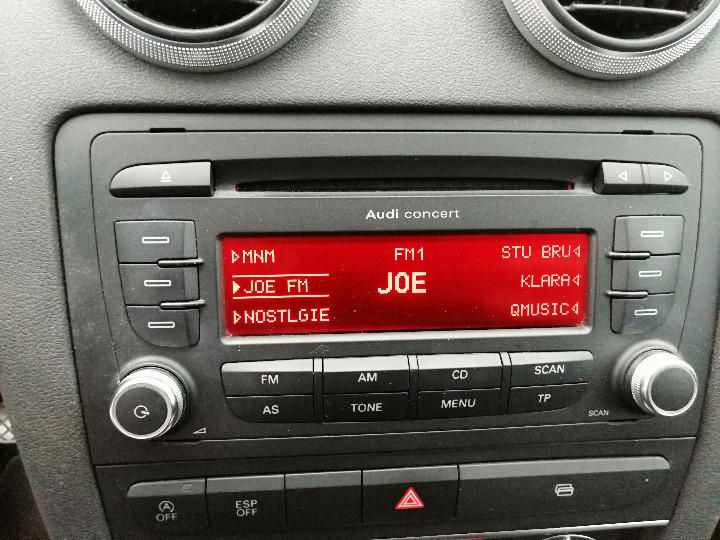 Audi concert
MNM FM1 STU BRU
JOE FM JOE KLARA
NOSTLGIE QMUSIC
FM AM CD SCAN
AS TONE MENU TP
SCAN
A OFF ESP OFF